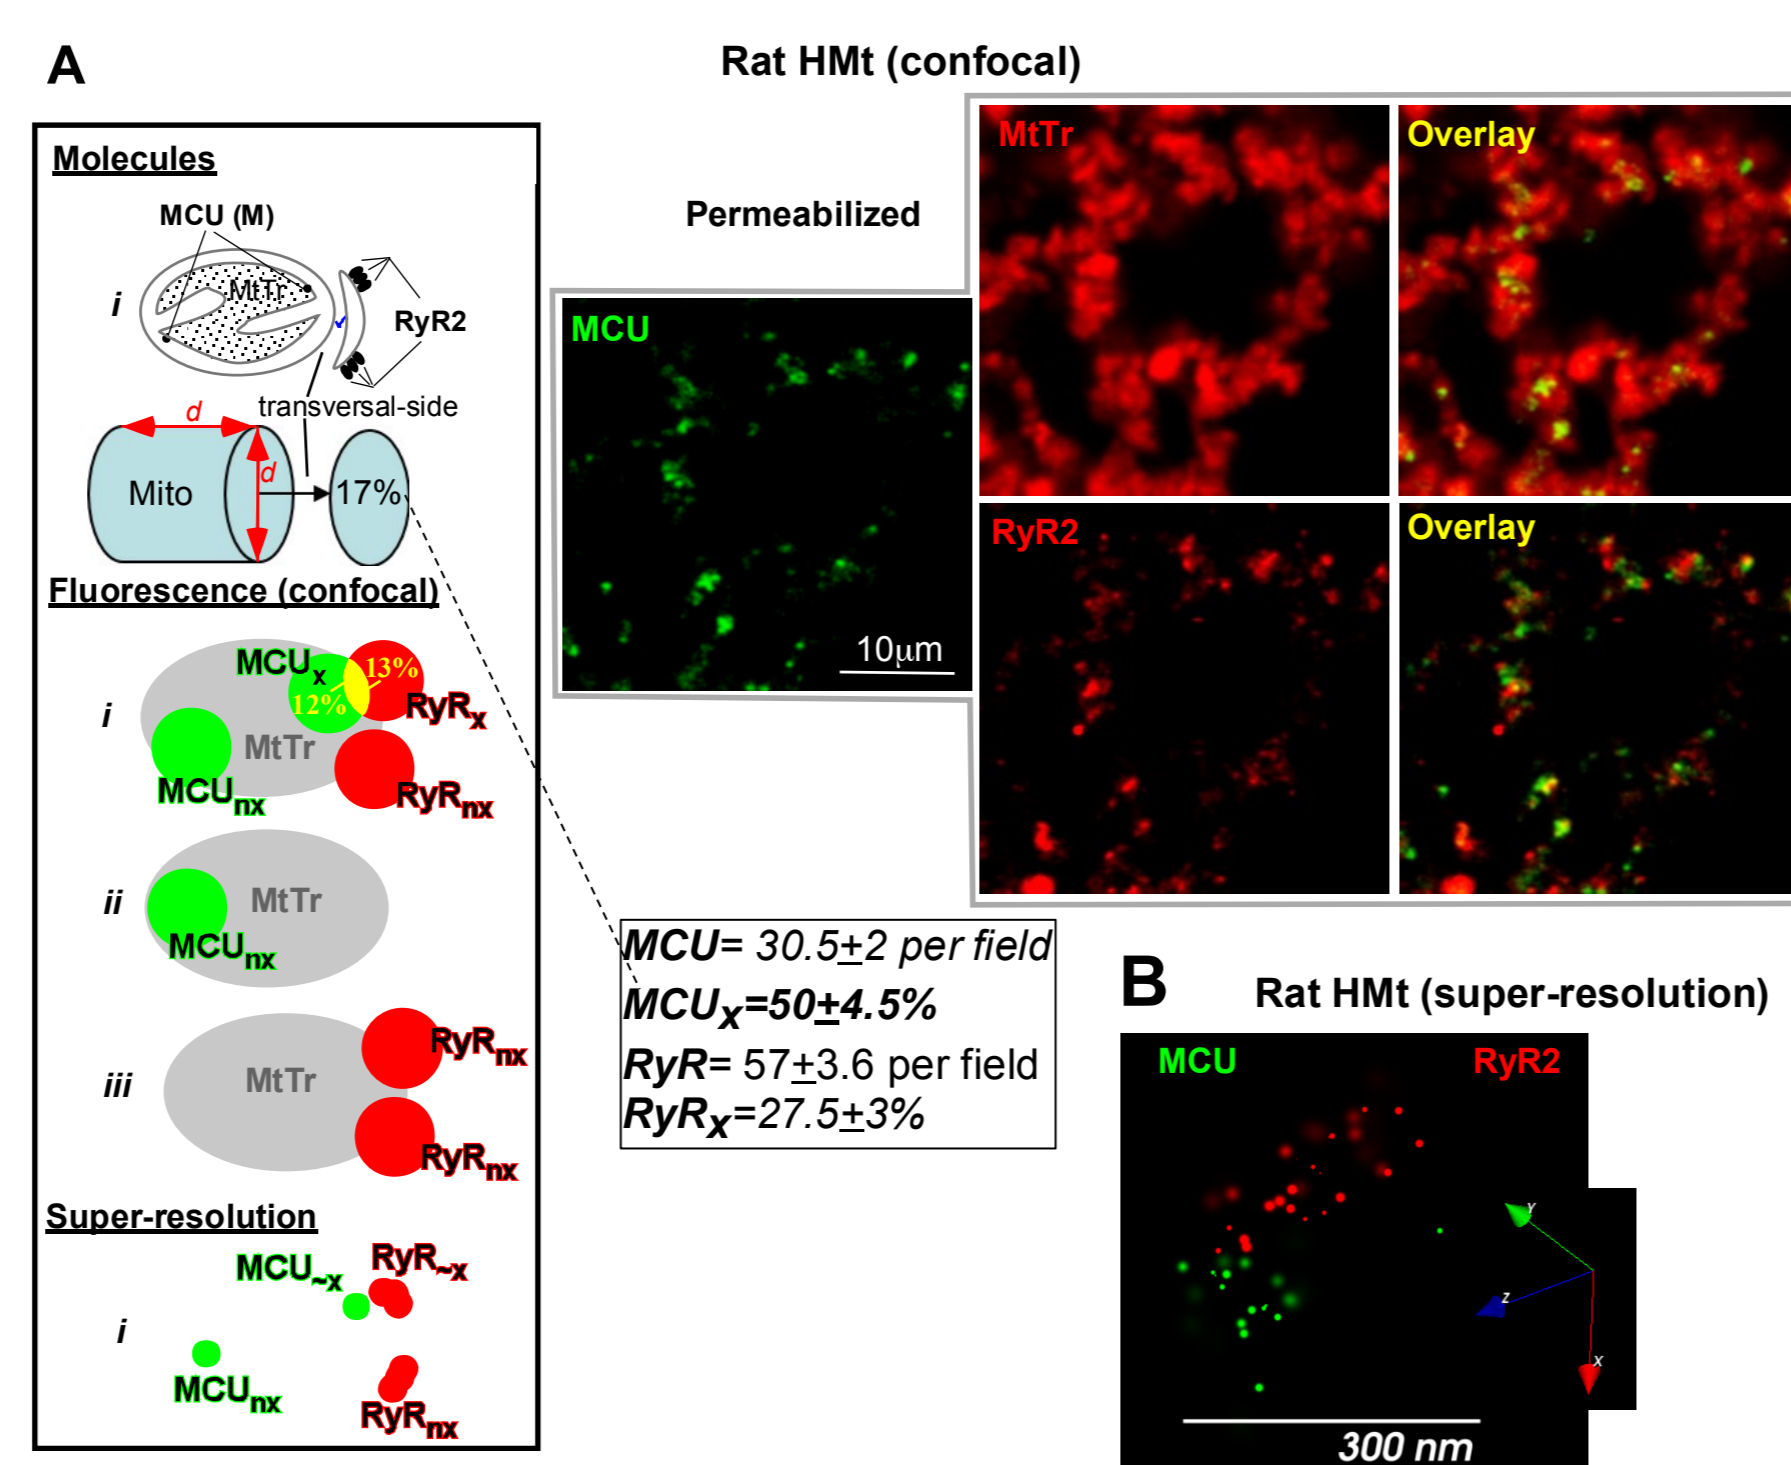 A
Rat HMt (confocal)
Molecules
MCU (M)
MtTr
i
RyR2
transversal-side
d
d
Mito
17%
Fluorescence (confocal)
MCUx
13%
12%
RyRx
i
MtTr
MCUnx
RyRnx
ii
MtTr
MCUnx
RyRnx
iii
MtTr
RyRnx
Super-resolution
MCU~x
RyR~x
i
MCUnx
RyRnx
Permeabilized
MCU
10µm
MtTr
Overlay
RyR2
Overlay
MCU= 30.5±2 per field
MCUx=50±4.5%
RyR= 57±3.6 per field
RyRx=27.5±3%
B
Rat HMt (super-resolution)
MCU
RyR2
Y
Z
X
300 nm